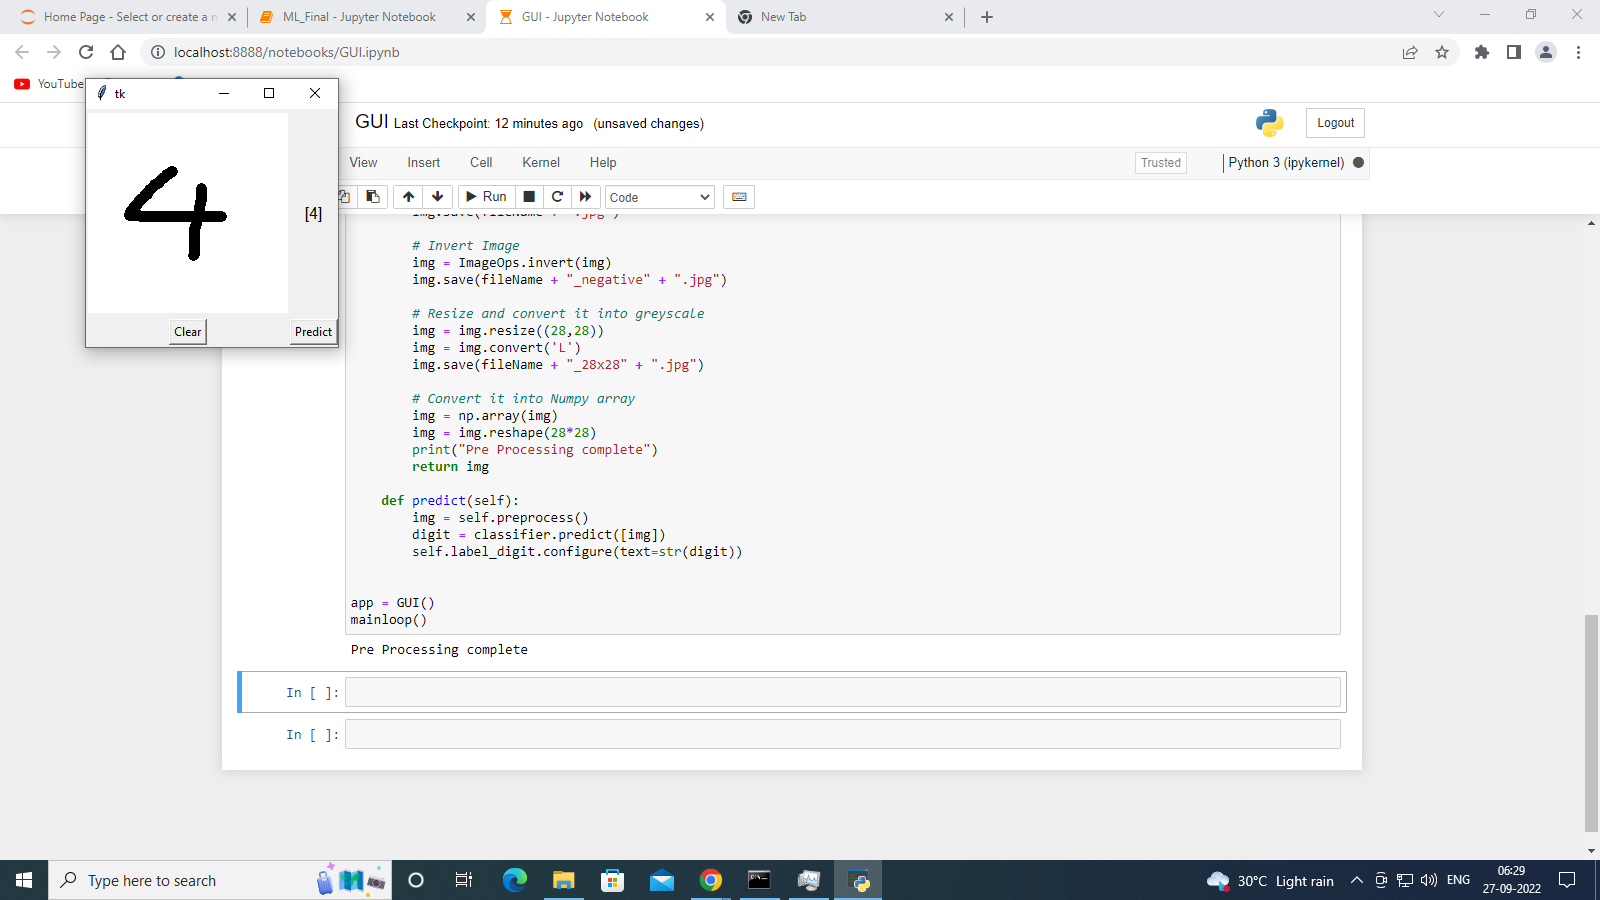 Home Page - Select or create a n
ML_Final - Jupyter Notebook
GUI - Jupyter Notebook
New Tab
localhost:8888/notebooks/GUI.ipynb
YouTube
tk
4
[4]
Clear
Predict
GUI Last Checkpoint: 12 minutes ago (unsaved changes)
Logout
View Insert Cell Kernel Help
Trusted
Python 3 (ipykernel)
Run
Code
img.save(fileName + ".jpg")
# Invert Image
img = ImageOps.invert(img)
img.save(fileName + "_negative" + ".jpg")
# Resize and convert it into greyscale
img = img.resize((28,28))
img = img.convert('L')
img.save(fileName + "_28x28" + ".jpg")
# Convert it into Numpy array
img = np.array(img)
img = img.reshape(28*28)
print("Pre Processing complete")
return img
def predict(self):
img = self.preprocess()
digit = classifier.predict([img])
self.label_digit.configure(text=str(digit))
app = GUI()
mainloop()
Pre Processing complete
In [ ]:
In [ ]:
Type here to search
30°C Light rain
ENG
06:29
27-09-2022